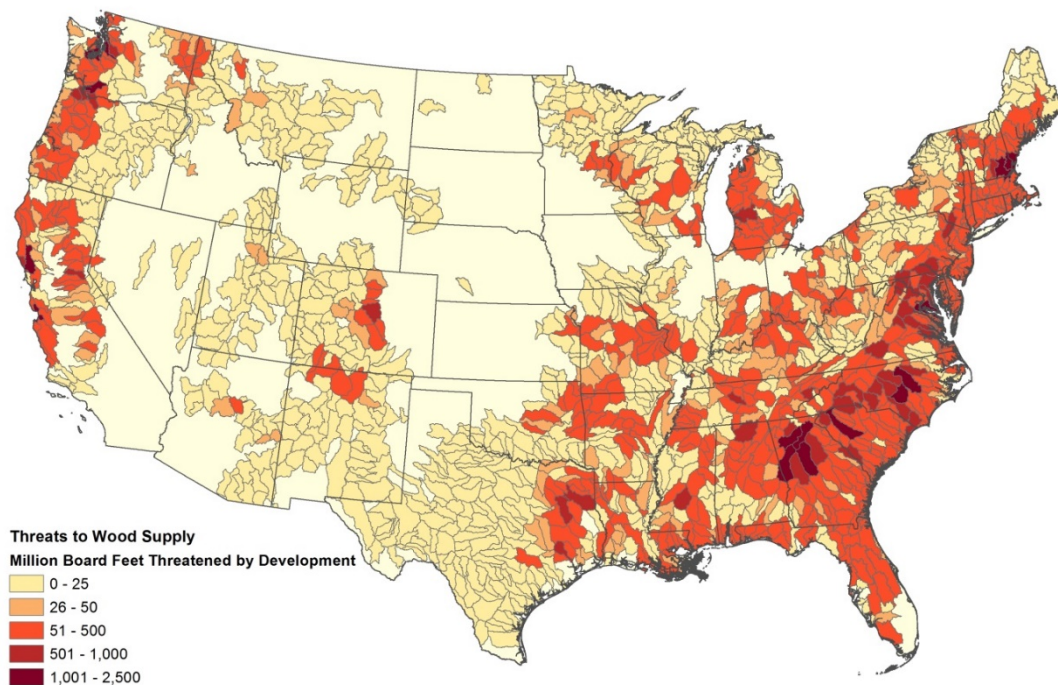 Threats to Wood Supply
Million Board Feet Threatened by Development
0 - 25
26 - 50
51 - 500
501 - 1,000
1,001 - 2,500